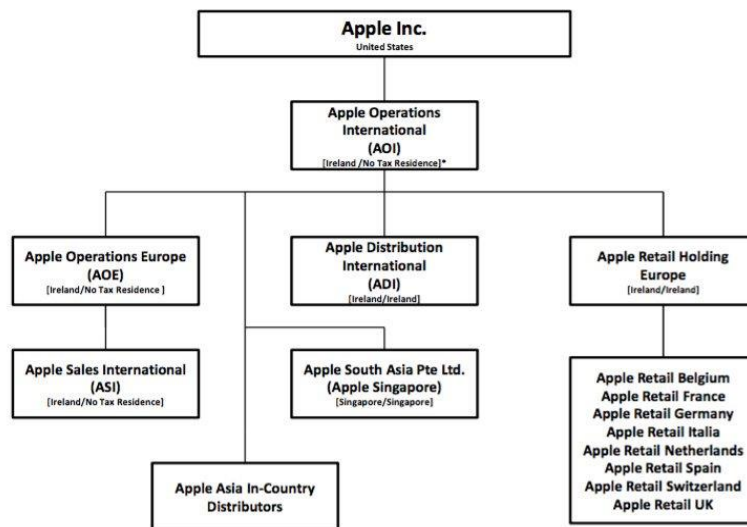 Apple Inc.
United States
Apple Operations
International
(AOI)
[Ireland /No Tax Residence]*
Apple Operations Europe
(AOE)
[Ireland/No Tax Residence ]
Apple Distribution
International
(ADI)
[Ireland/Ireland]
Apple Retail Holding
Europe
[Ireland/Ireland]
Apple Sales International
(ASI)
[Ireland/No Tax Residence]
Apple South Asia Pte Ltd.
(Apple Singapore)
[Singapore/Singapore]
Apple Retail Belgium
Apple Retail France
Apple Retail Germany
Apple Retail Italia
Apple Retail Netherlands
Apple Retail Spain
Apple Retail Switzerland
Apple Retail UK
Apple Asia In-Country
Distributors